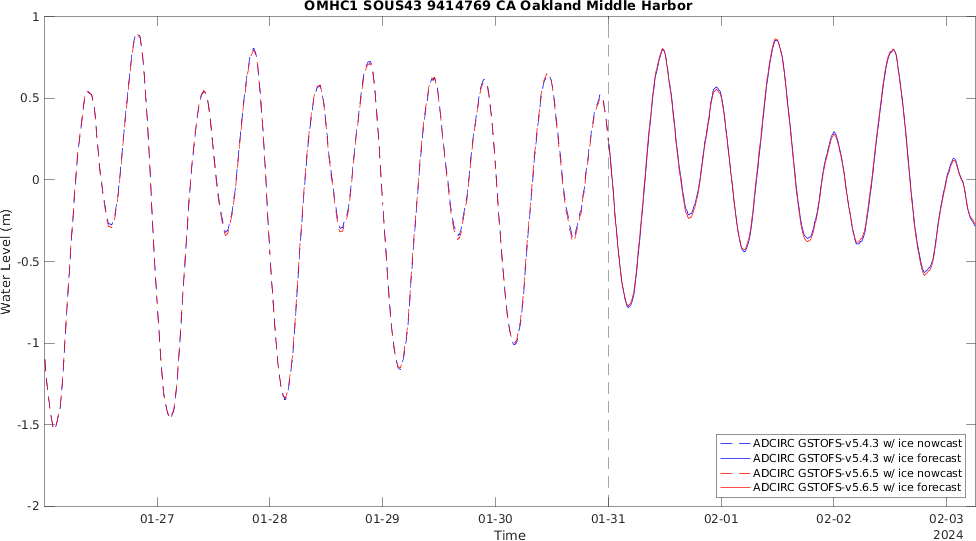 OMHC1 SOUS43 9414769 CA Oakland Middle Harbor
1
0.5
0
-0.5
-1
-1.5
-2
Water Level (m)
01-27
01-28
01-29
01-30
01-31
02-01
02-02
02-03
2024
Time
ADCIRC GSTOFS-v5.4.3 w/ ice nowcast
ADCIRC GSTOFS-v5.4.3 w/ ice forecast
ADCIRC GSTOFS-v5.6.5 w/ ice nowcast
ADCIRC GSTOFS-v5.6.5 w/ ice forecast